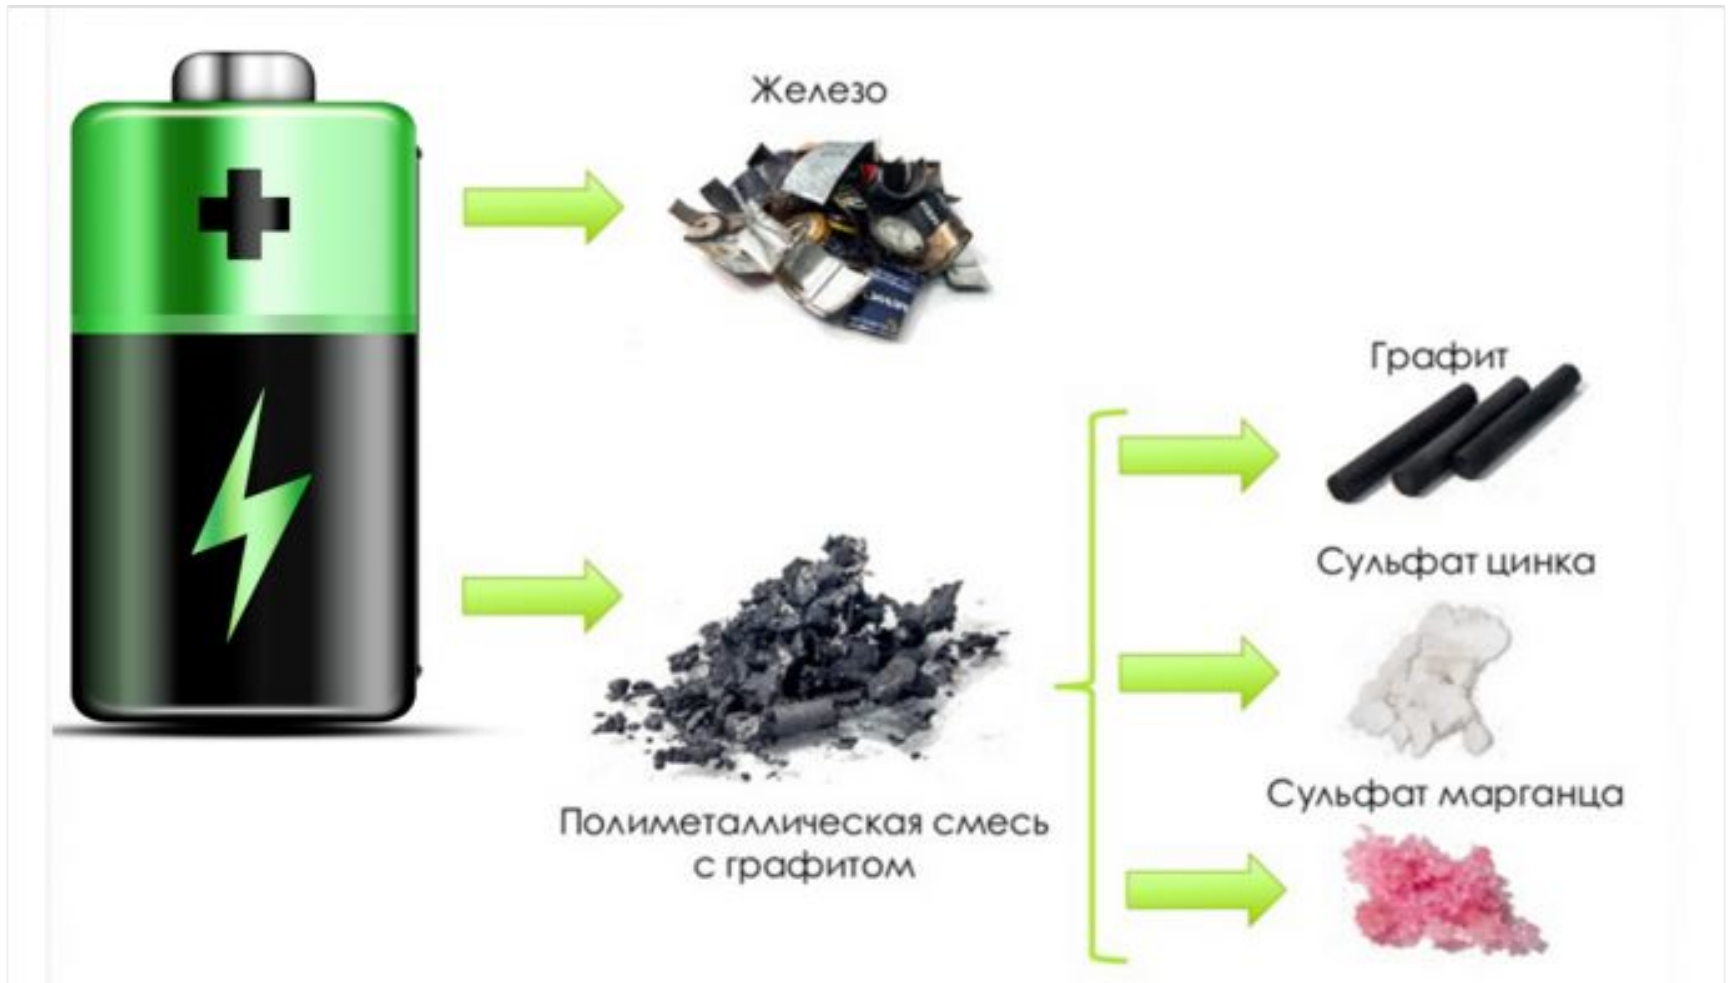 Железо
Графит
Сульфат цинка
Сульфат марганца
Полиметаллическая смесь
с графитом